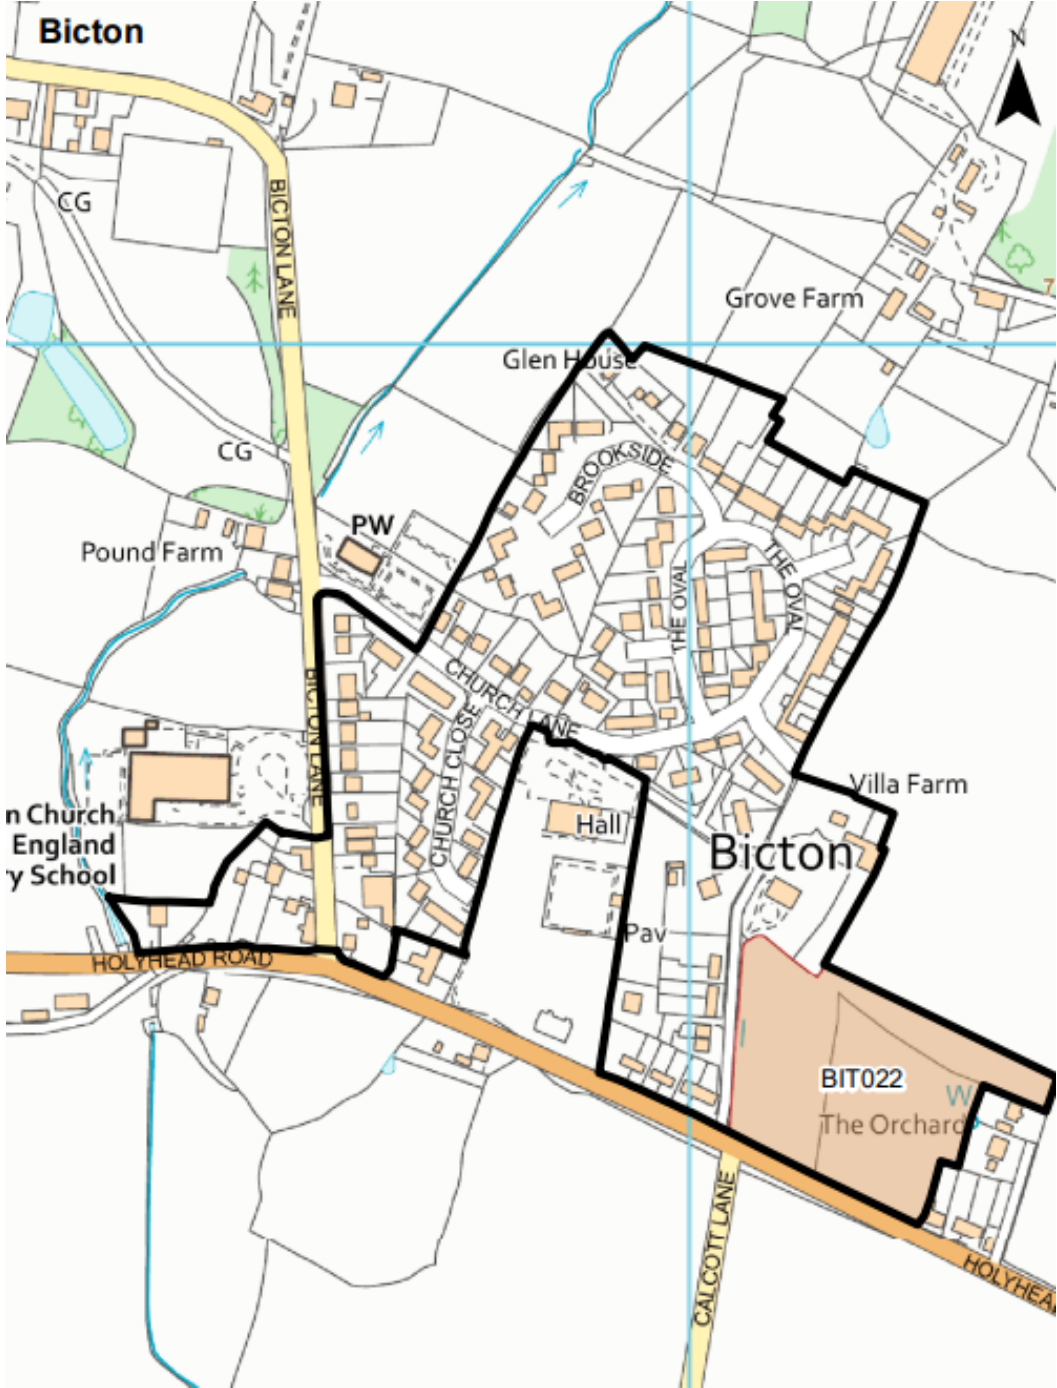 Bicton
N
CG
BICTON LANE
Grove Farm
7
Glen House
CG
BROOKSIDE
PW
Pound Farm
THE OVAL
THE OVAL
CHURCH LANE
BICTON LANE
CHURCH CLOSE
Villa Farm
n Church
England
ry School
Hall
Bicton
Pav
HOLYHEAD ROAD
BIT022
W
The Orchard
CALCOTT LANE
HOLYHEA